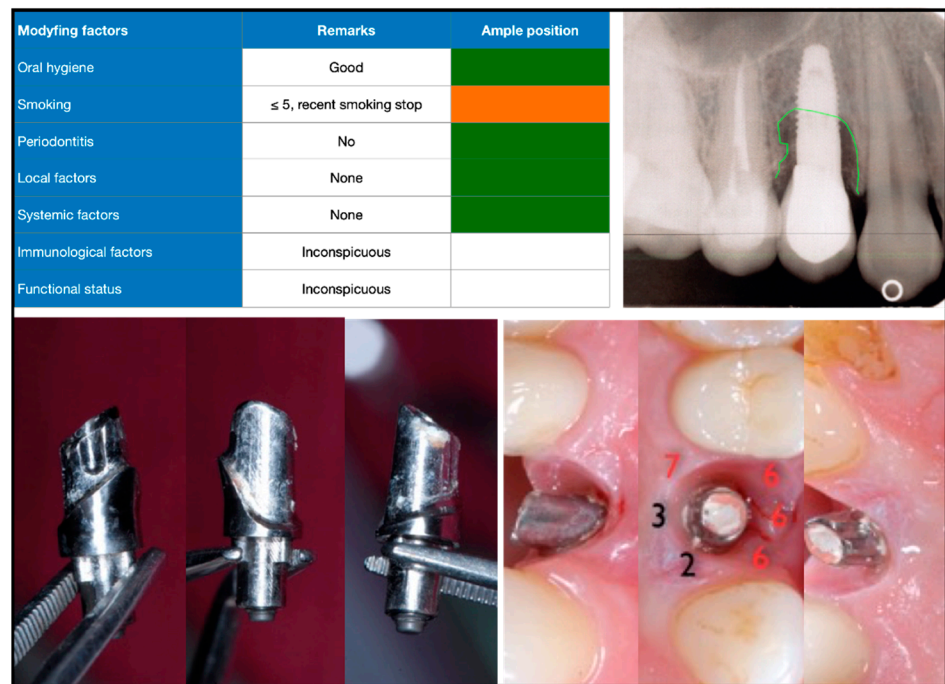 Modyfing factors Remarks Ample position
Oral hygiene Good
Smoking ≤ 5, recent smoking stop
Periodontitis No
Local factors None
Systemic factors None
Immunological factors Inconspicuous
Functional status Inconspicuous
7 6
3 6
2 6